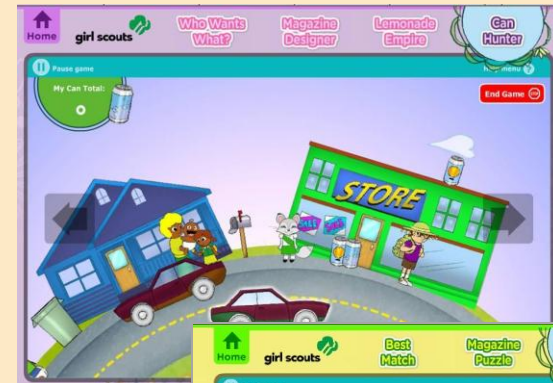 Home
girl scouts
Who Wants What?
Magazine Designer
Lemonade Empire
Can Hunter
Pause game
menu ?
My Can Total:
0
End Game
STORE
Home
girl scouts
Best Match
Magazine Puzzle